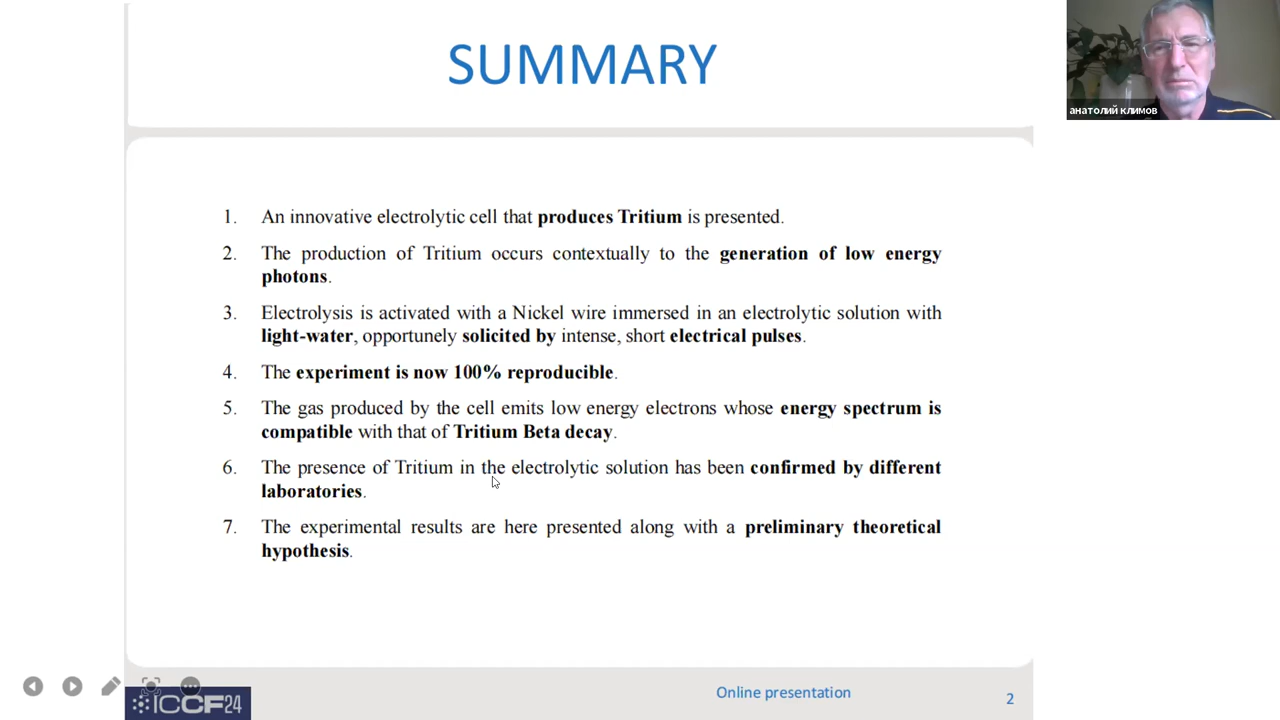 SUMMARY
анатолий климов
1. An innovative electrolytic cell that produces Tritium is presented.
2. The production of Tritium occurs contextually to the generation of low energy
photons.
3. Electrolysis is activated with a Nickel wire immersed in an electrolytic solution with
light-water, opportunely solicited by intense, short electrical pulses.
4. The experiment is now 100% reproducible.
5. The gas produced by the cell emits low energy electrons whose energy spectrum is
compatible with that of Tritium Beta decay.
6. The presence of Tritium in the electrolytic solution has been confirmed by different
laboratories.
7. The experimental results are here presented along with a preliminary theoretical
hypothesis.
ICCF24
Online presentation
2